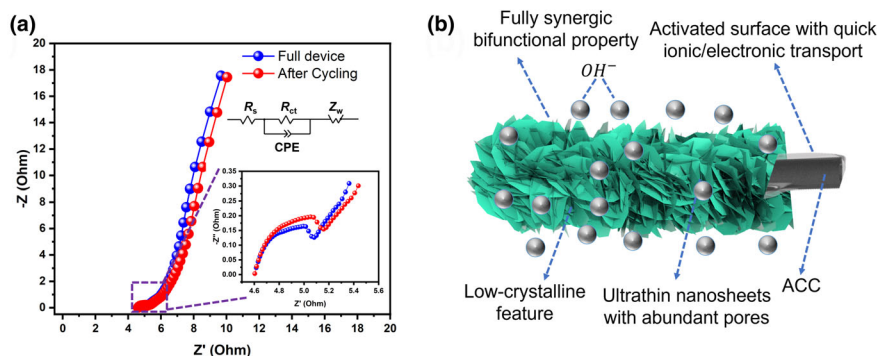 (a)
20
18
16
14
12
10
8
6
4
2
0
-Z (Ohm)
Full device
After Cycling
Rs
Rct
Zw
CPE
0.35
0.30
0.25
0.20
0.15
0.10
0.05
0.00
-Z'' (Ohm)
4.6 4.8 5.0 5.2 5.4 5.6
Z' (Ohm)
0 2 4 6 8 10 12 14 16 18 20
Z' (Ohm)
(b)
Fully synergic
bifunctional property
OH−
Activated surface with quick
ionic/electronic transport
Low-crystalline
feature
Ultrathin nanosheets
with abundant pores
ACC